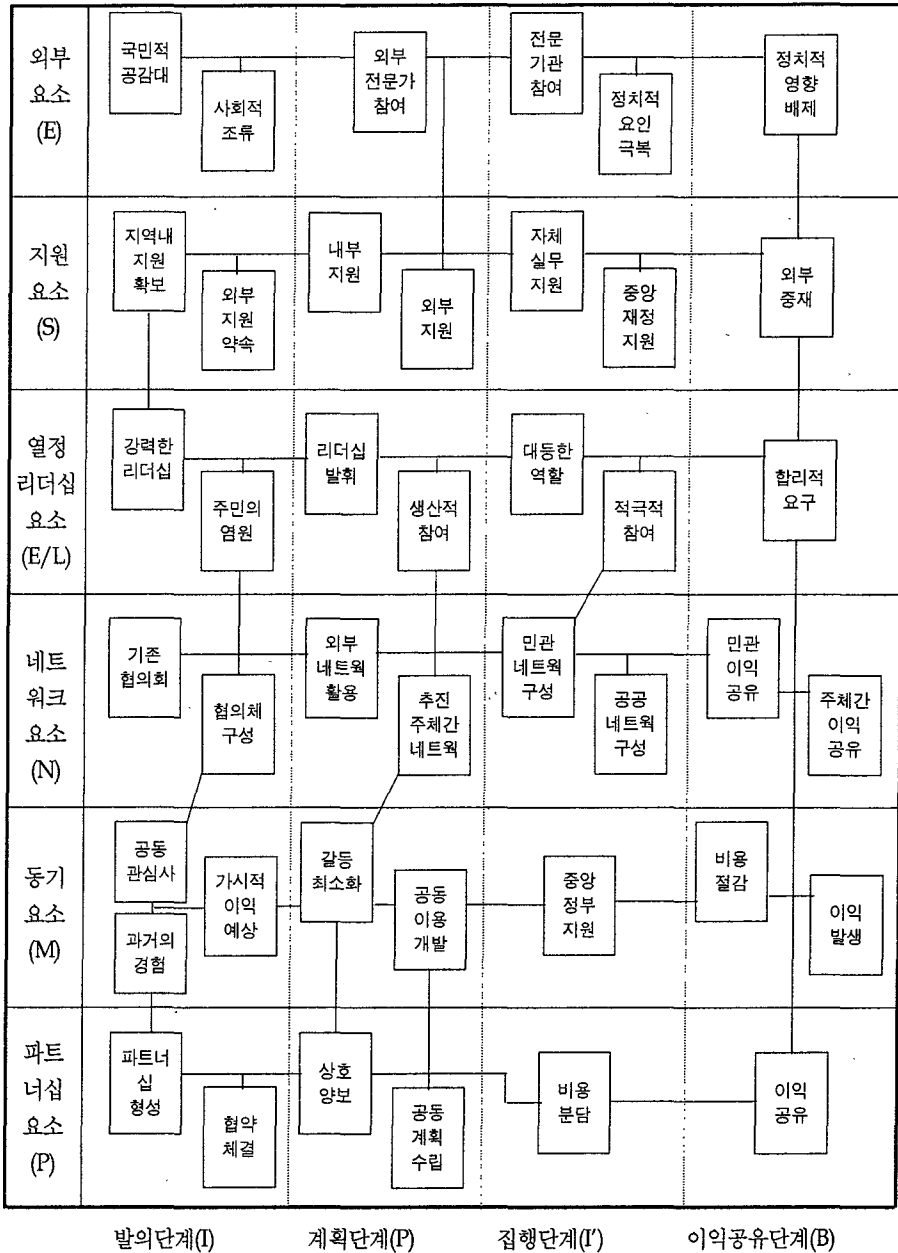 외부
요소
(E)
국민적
공감대
사회적
조류
외부
전문가
참여
전문
기관
참여
정치적
요인
극복
정치적
영향
배제
지원
요소
(S)
지역내
지원
확보
외부
지원
약속
내부
지원
외부
지원
자체
실무
지원
중앙
재정
지원
외부
중재
열정
리더십
요소
(E/L)
강력한
리더십
주민의
염원
리더십
발휘
생산적
참여
대등한
역할
적극적
참여
합리적
요구
네트
워크
요소
(N)
기존
협의회
협의체
구성
외부
네트웍
활용
추진
주체간
네트웍
민관
네트웍
구성
공공
네트웍
구성
민관
이익
공유
주체간
이익
공유
동기
요소
(M)
공동
관심사
과거의
경험
가시적
이익
예상
갈등
최소화
공동
이용
개발
중앙
정부
지원
비용
절감
이익
발생
파트
너십
요소
(P)
파트너
십
형성
협약
체결
상호
양보
공동
계획
수립
비용
분담
이익
공유
발의단계(I)
계획단계(P)
집행단계(I')
이익공유단계(B)